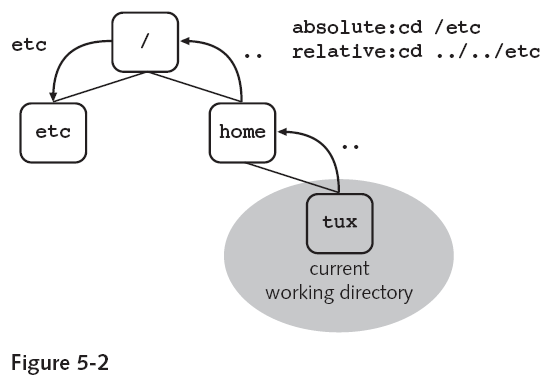 absolute:cd /etc
relative:cd ../../etc
etc
/
..
etc
home
..
tux
current
working directory
Figure 5-2